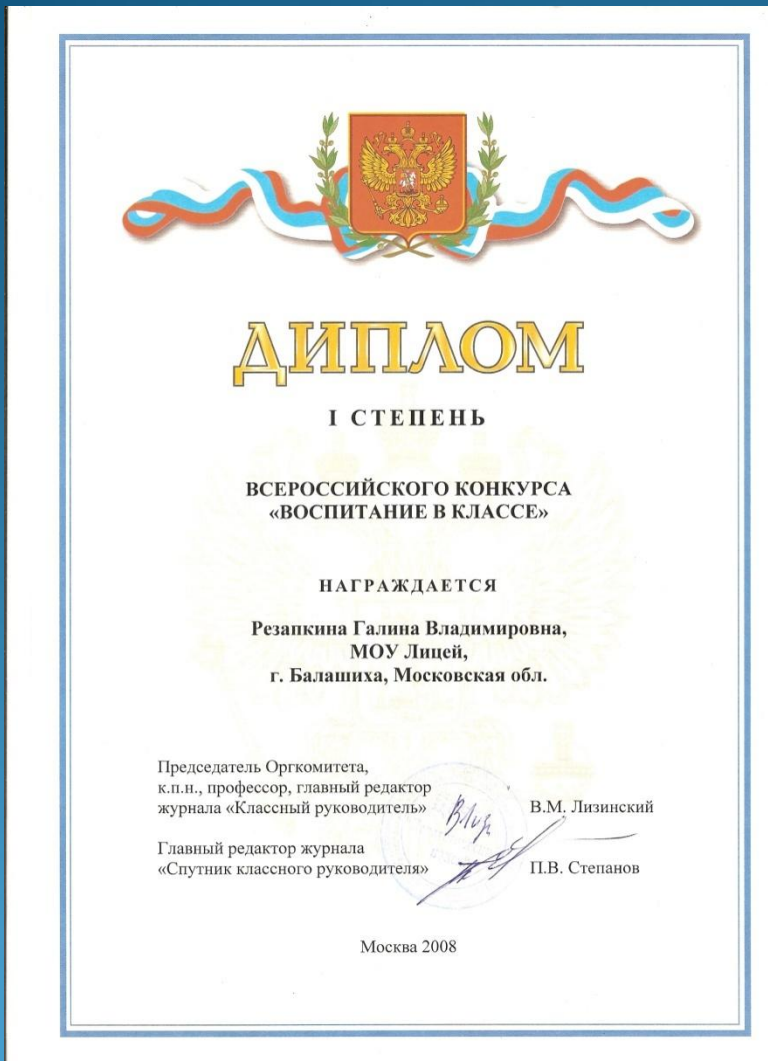 ДИПЛОМ
I СТЕПЕНЬ
ВСЕРОССИЙСКОГО КОНКУРСА
«ВОСПИТАНИЕ В КЛАССЕ»
НАГРАЖДАЕТСЯ
Резапкина Галина Владимировна,
МОУ Лицей,
г. Балашиха, Московская обл.
Председатель Оргкомитета,
к.п.н., профессор, главный редактор
журнала «Классный руководитель» В.М. Лизинский
Главный редактор журнала
«Спутник классного руководителя» П.В. Степанов
Москва 2008